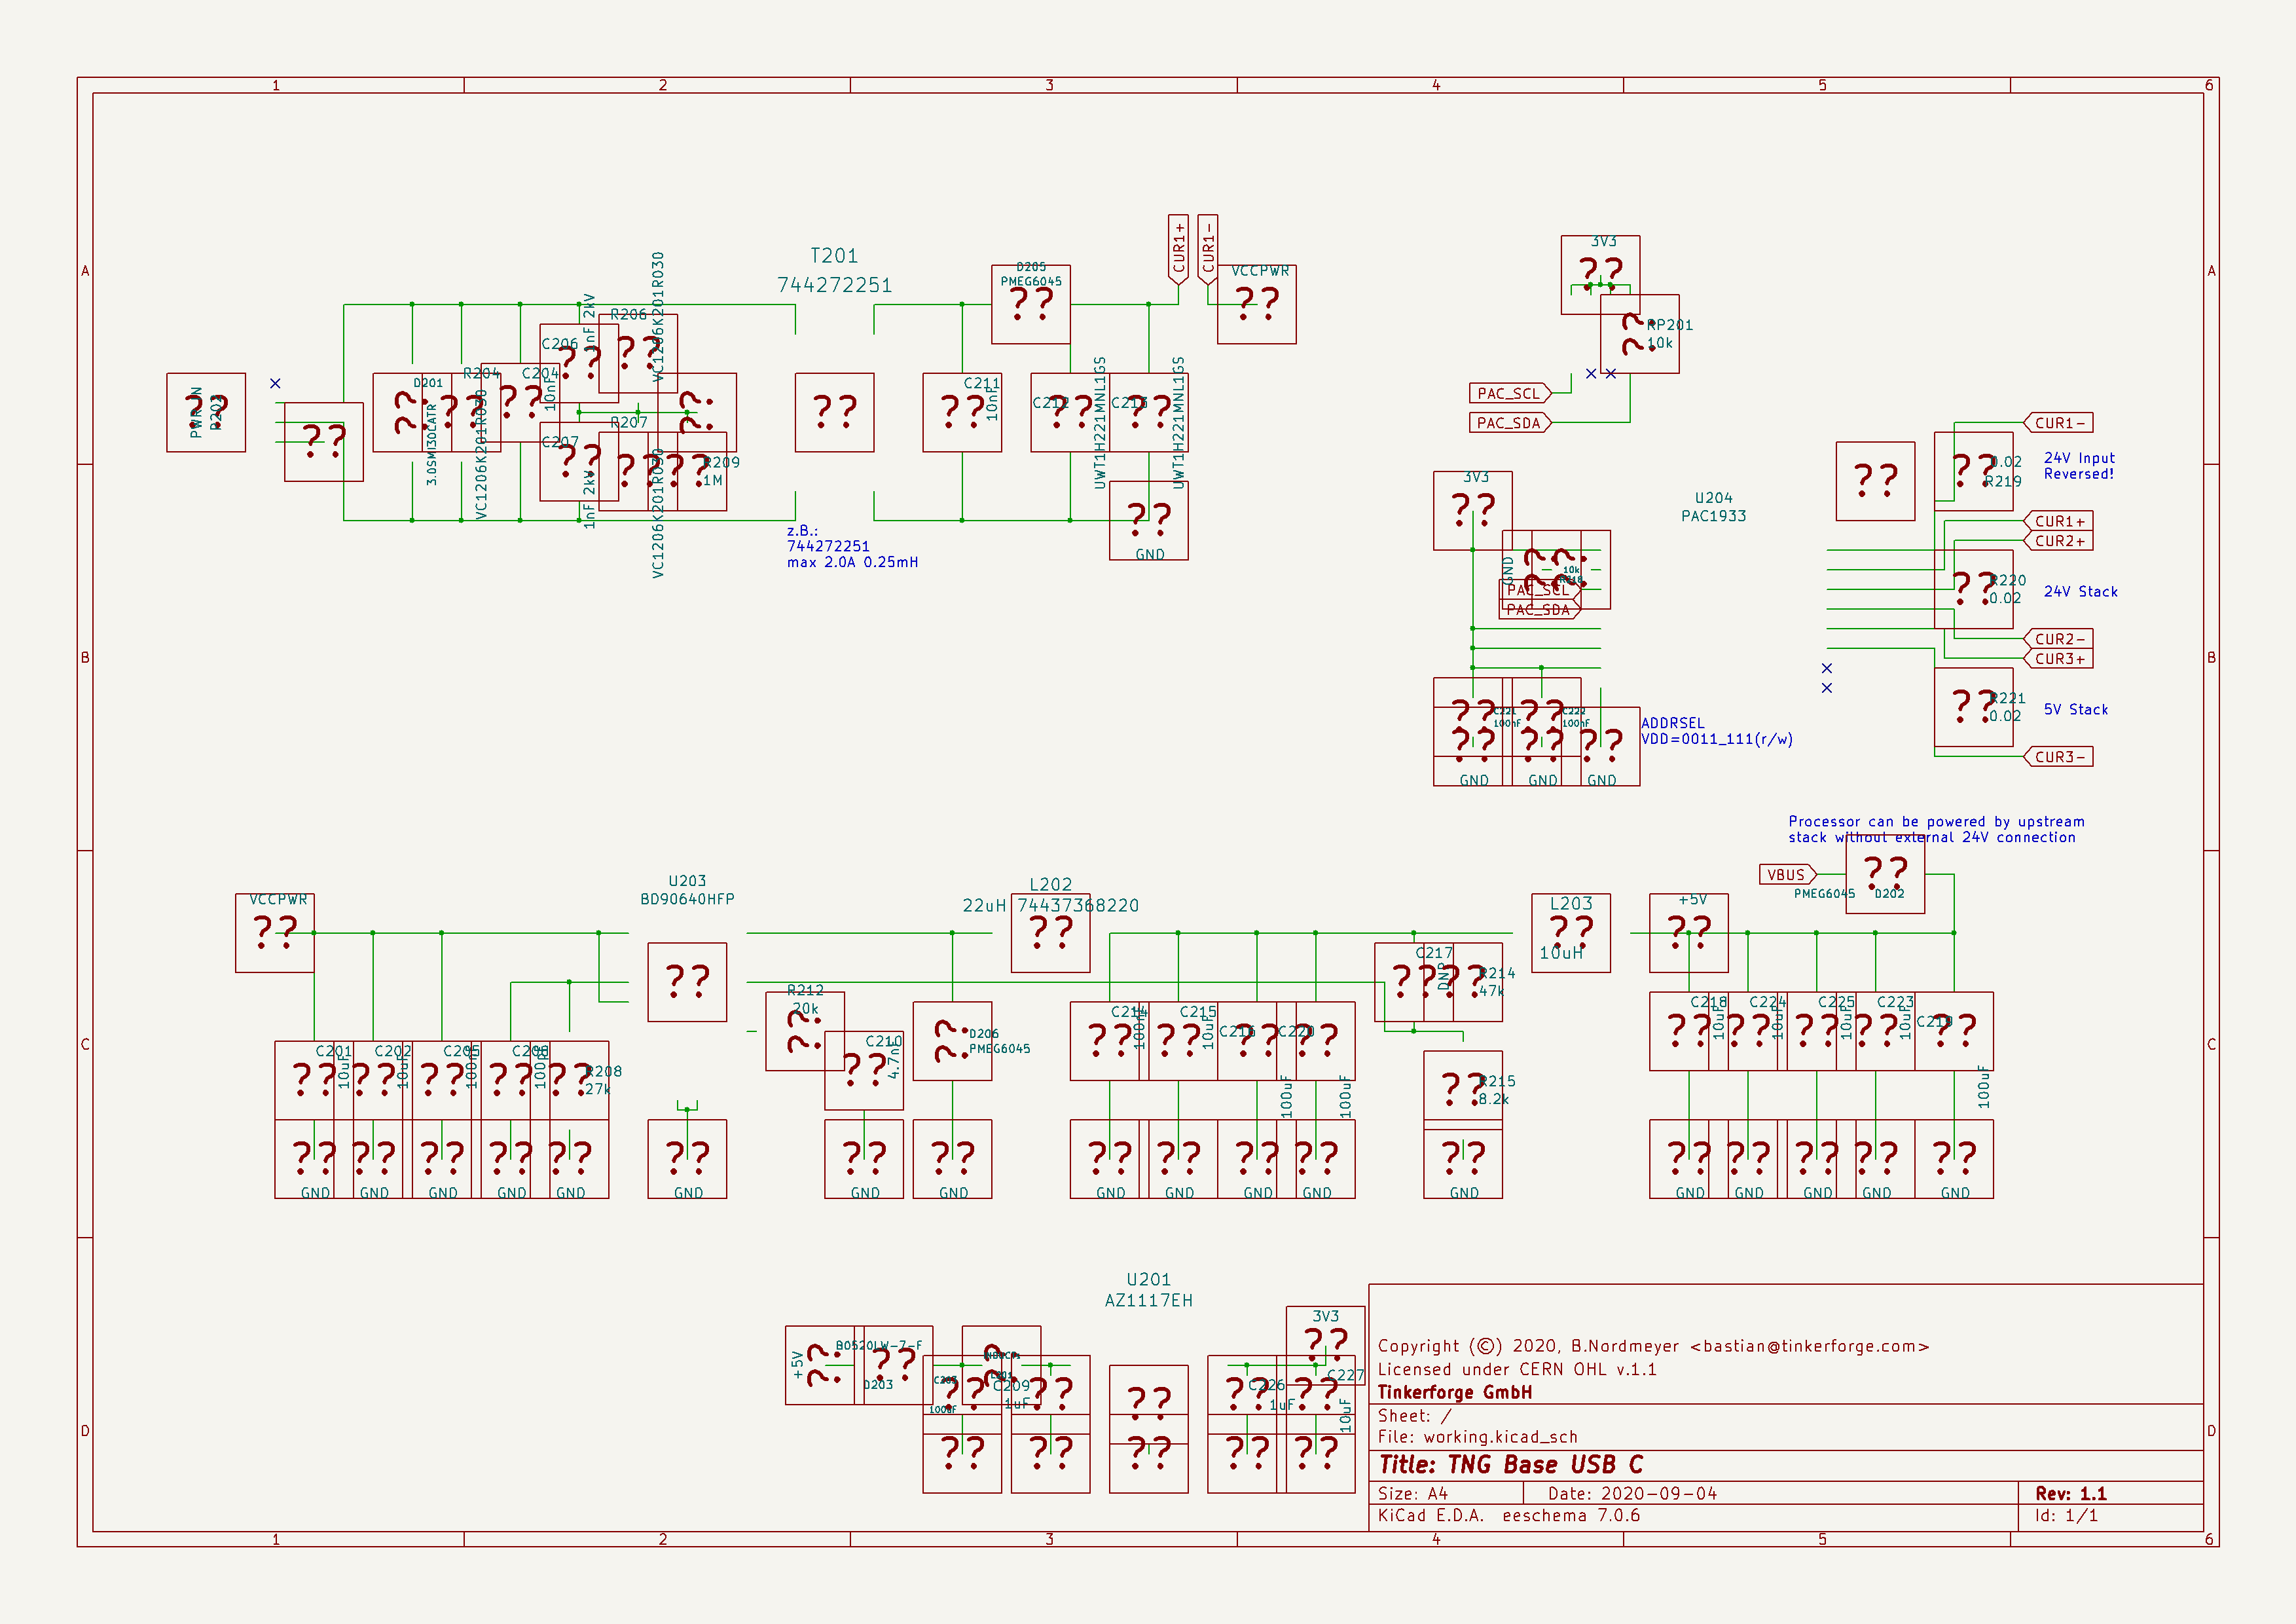 1 2 3 4 5 6
A A
B B
C C
D D
1 2 3 4 5 6
PWR_IN
P202
??
??
D201
3.0SMI30CATR
R204
VC1206K201R030
C204
10nF
C206
1nF 2kV
R206
VC1206K201R030
C207
1nF 2kV
R207
VC1206K201R030
R209
1M
T201
744272251
z.B.:
744272251
max 2.0A 0.25mH
C211
10nF
D205
PMEG6045
C212
UWT1H221MNL1GS
C213
UWT1H221MNL1GS
GND
CUR1+
CUR1-
VCCPWR
3V3
RP201
10k
PAC_SCL
PAC_SDA
3V3
GND
10k
PAC_SCL
PAC_SDA
U204
PAC1933
C221
100nF
C222
100nF
GND
GND
GND
ADDRSEL
VDD=0011_111(r/w)
0.02
R219
R220
0.02
R221
0.02
CUR1-
24V Input
Reversed!
CUR1+
CUR2+
24V Stack
CUR2-
CUR3+
5V Stack
CUR3-
Processor can be powered by upstream
stack without external 24V connection
VBUS
PMEG6045
D202
VCCPWR
U203
BD90640HFP
L202
22uH 74437368220
L203
10uH
+5V
C201
10uF
C202
10uF
C205
100nF
100pF
R208
27k
R212
20k
C210
4.7nF
D206
PMEG6045
C214
100nF
C215
10uF
C216
100uF
C220
100uF
C217
DNP
R214
47k
R215
8.2k
C218
10uF
C224
10uF
C225
10uF
C223
10uF
C219
100uF
GND GND GND GND GND GND GND GND GND GND GND GND GND GND GND GND GND GND
U201
AZ1117EH
+5V
B0520LW-7-F
D203
100uF
C209
1uF
C226
1uF
3V3
C227
10uF
Copyright (©) 2020, B.Nordmeyer <bastian@tinkerforge.com>
Licensed under CERN OHL v.1.1
Tinkerforge GmbH
Sheet: /
File: working.kicad_sch
Title: TNG Base USB C
Size: A4 Date: 2020-09-04 Rev: 1.1
KiCad E.D.A. eeschema 7.0.6 Id: 1/1